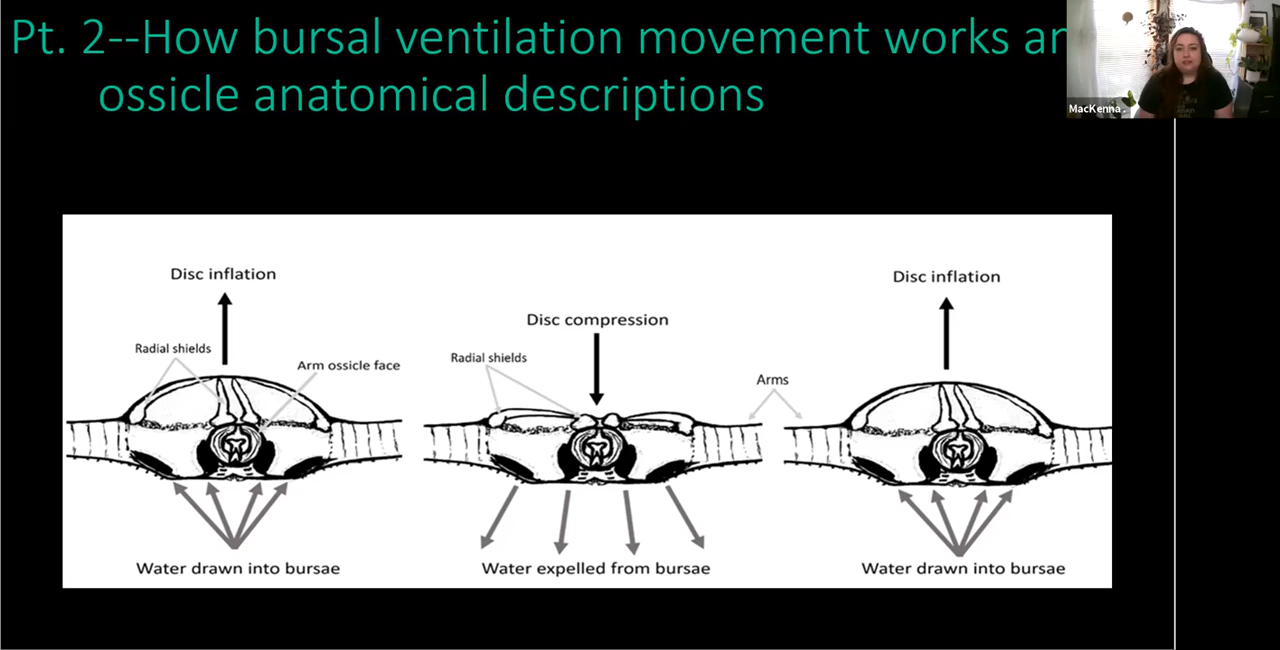 Pt. 2--How bursal ventilation movement works
ossicle anatomical descriptions
MacKenna
Disc inflation
Radial shields
Arm ossicle face
Water drawn into bursae
Disc compression
Radial shields
Water expelled from bursae
Arms
Disc inflation
Water drawn into bursae